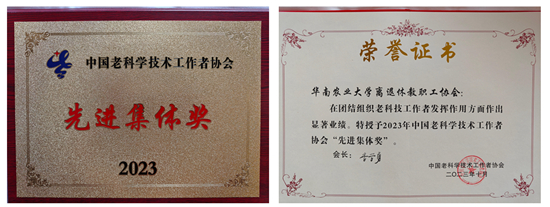 中国老科学技术工作者协会
先进集体奖
2023
荣誉证书
华南农业大学离退休教职工协会:
在团结组织老科技工作者发挥作用方面作出
显著业绩。特授予2023年中国老科学技术工作者
协会“先进集体奖”。
会长:
中国老科学技术工作者协会
二〇二三年十月